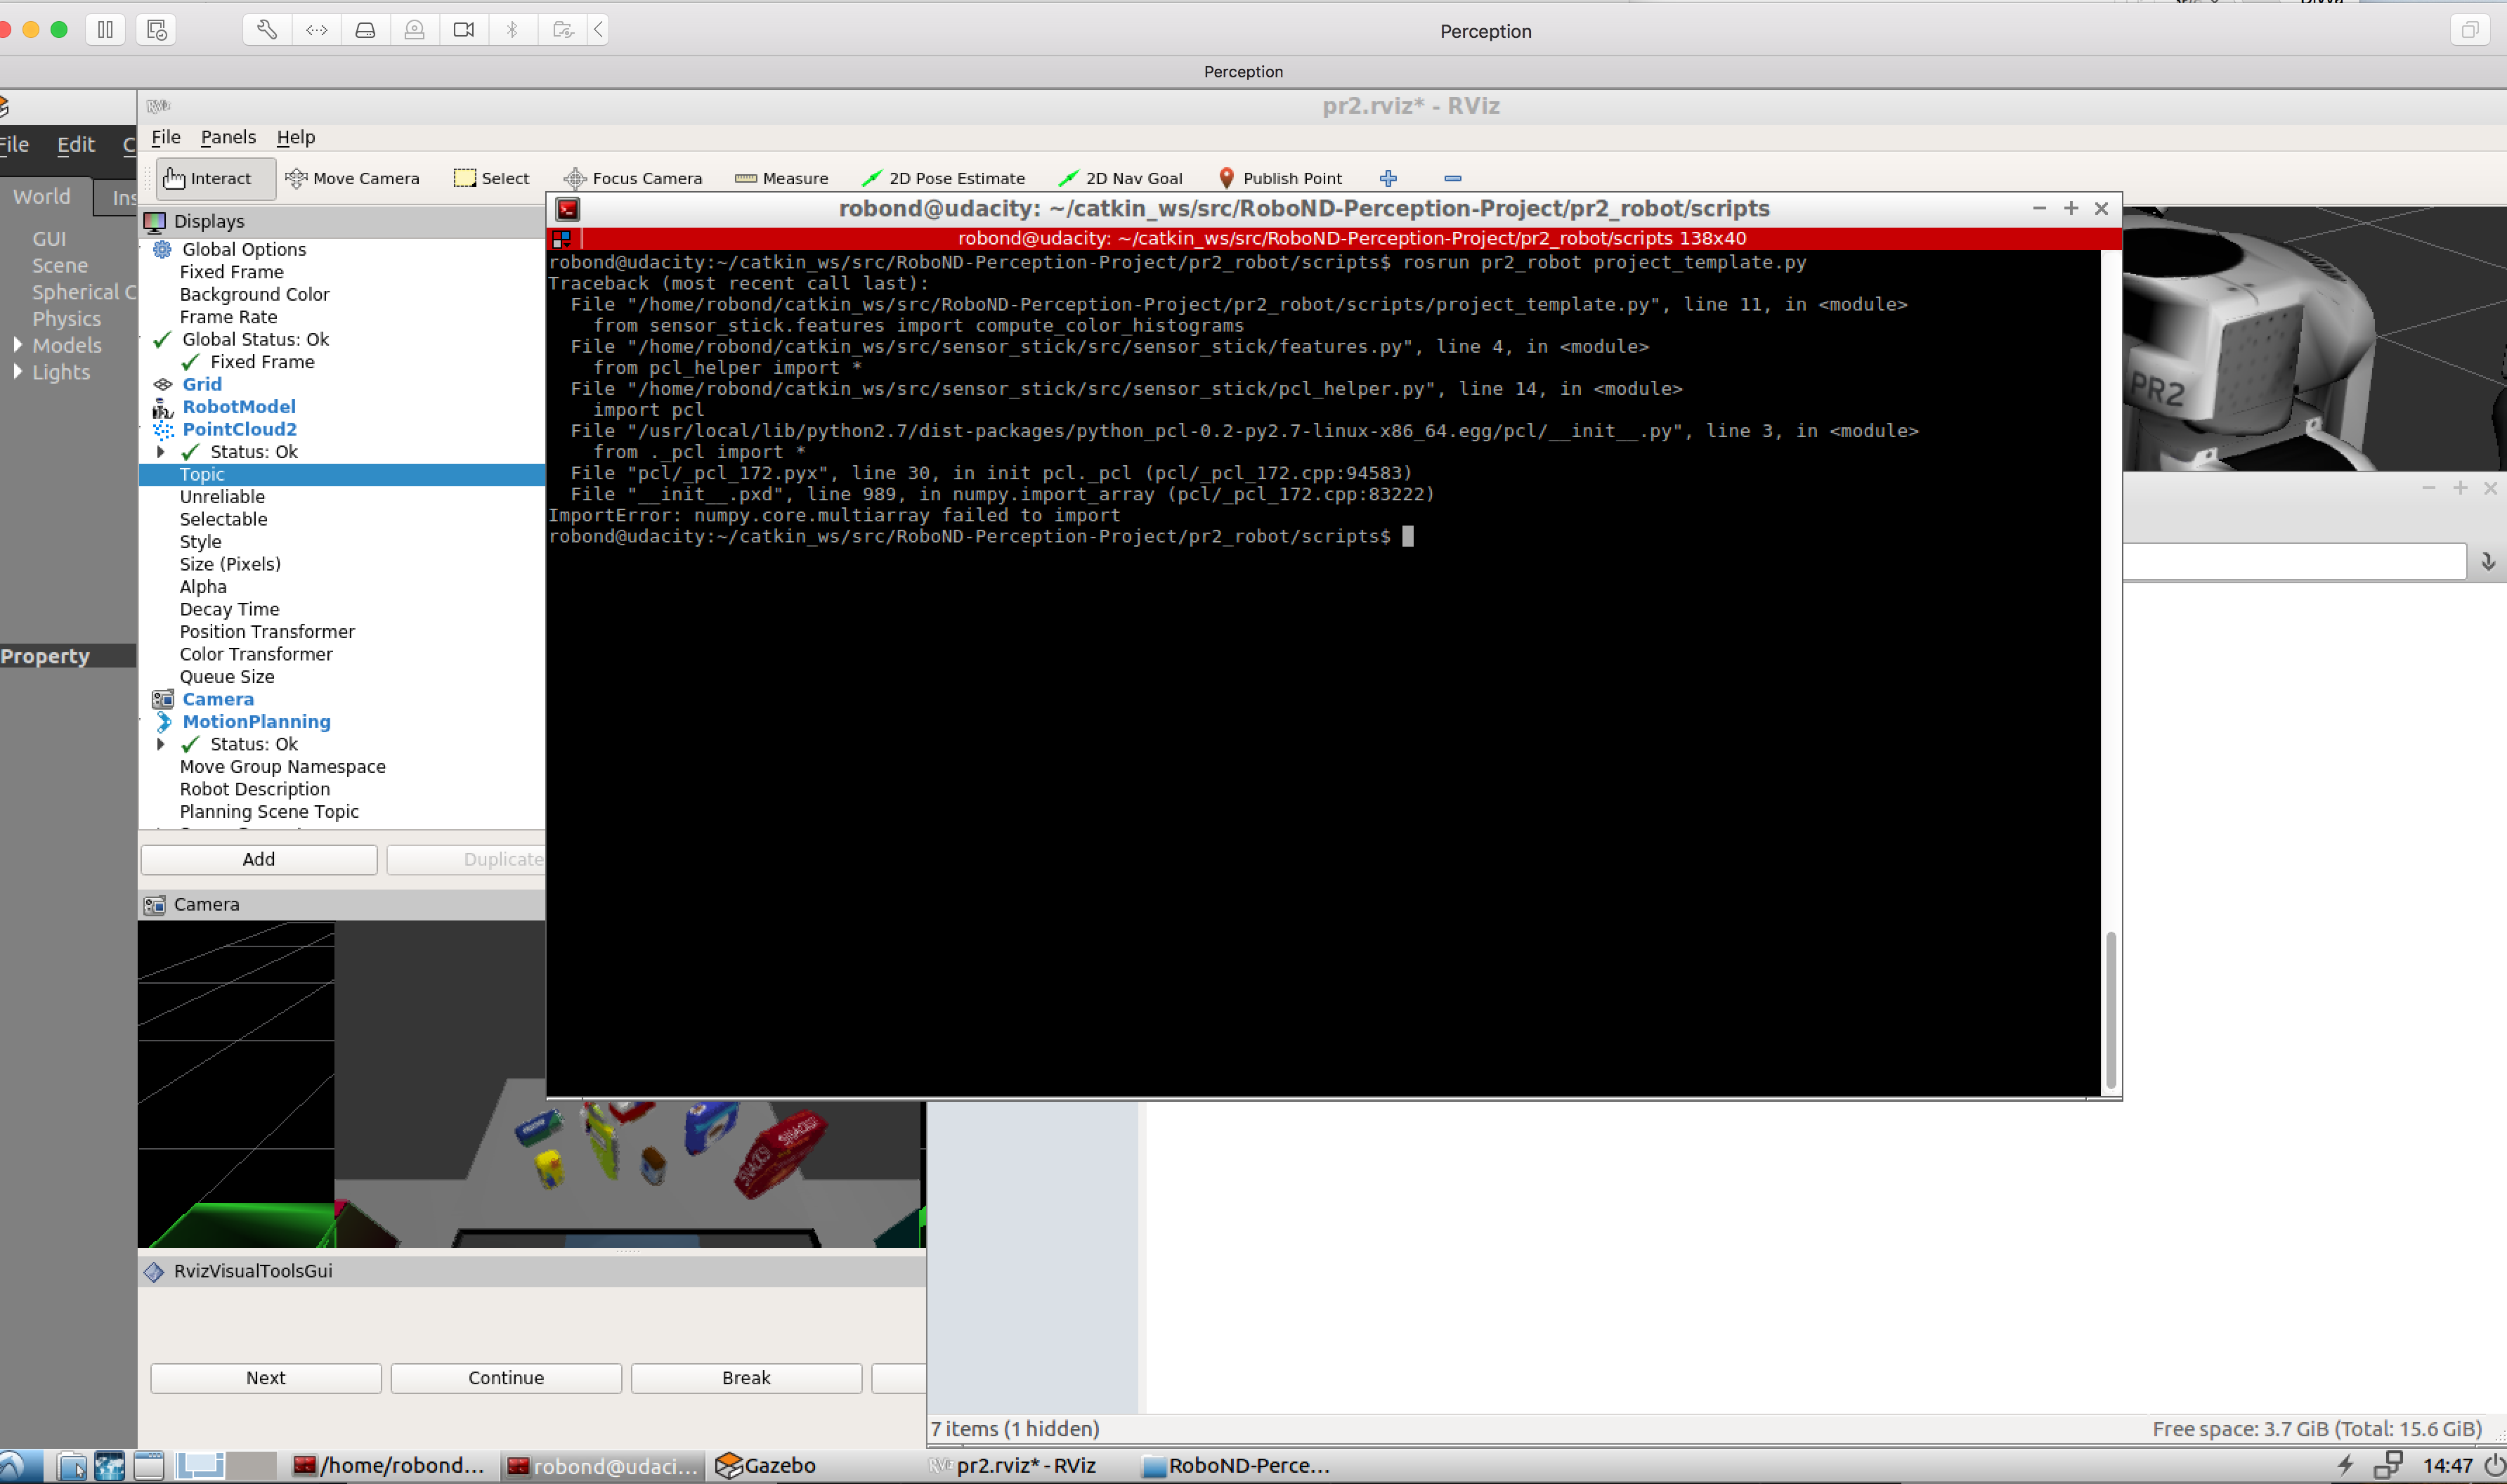 Perception
Perception
pr2.rviz* - RViz
File Panels Help
File Edit C
Interact Move Camera Select Focus Camera Measure 2D Pose Estimate 2D Nav Goal Publish Point
World Ins
GUI
Scene
Spherical C
Physics
Models
Lights
Property
Displays
Global Options
Fixed Frame
Background Color
Frame Rate
Global Status: Ok
Fixed Frame
Grid
RobotModel
PointCloud2
Status: Ok
Topic
Unreliable
Selectable
Style
Size (Pixels)
Alpha
Decay Time
Position Transformer
Color Transformer
Queue Size
Camera
MotionPlanning
Status: Ok
Move Group Namespace
Robot Description
Planning Scene Topic
Add Duplicate
Camera
SNACKS!
SNACKS!
RvizVisualToolsGui
Next Continue Break
robond@udacity: ~/catkin_ws/src/RoboND-Perception-Project/pr2_robot/scripts
robond@udacity: ~/catkin_ws/src/RoboND-Perception-Project/pr2_robot/scripts 138x40
robond@udacity:~/catkin_ws/src/RoboND-Perception-Project/pr2_robot/scripts$ rosrun pr2_robot project_template.py
Traceback (most recent call last):
File "/home/robond/catkin_ws/src/RoboND-Perception-Project/pr2_robot/scripts/project_template.py", line 11, in <module>
from sensor_stick.features import compute_color_histograms
File "/home/robond/catkin_ws/src/sensor_stick/src/sensor_stick/features.py", line 4, in <module>
from pcl_helper import *
File "/home/robond/catkin_ws/src/sensor_stick/src/sensor_stick/pcl_helper.py", line 14, in <module>
import pcl
File "/usr/local/lib/python2.7/dist-packages/python_pcl-0.2-py2.7-linux-x86_64.egg/pcl/__init__.py", line 3, in <module>
from ._pcl import *
File "pcl/_pcl_172.pyx", line 30, in init pcl._pcl (pcl/_pcl_172.cpp:94583)
File "__init__.pxd", line 989, in numpy.import_array (pcl/_pcl_172.cpp:83222)
ImportError: numpy.core.multiarray failed to import
robond@udacity:~/catkin_ws/src/RoboND-Perception-Project/pr2_robot/scripts$
PR2
7 items (1 hidden)
Free space: 3.7 GiB (Total: 15.6 GiB)
/home/robond... robond@udaci... Gazebo pr2.rviz* - RViz RoboND-Perce... 14:47